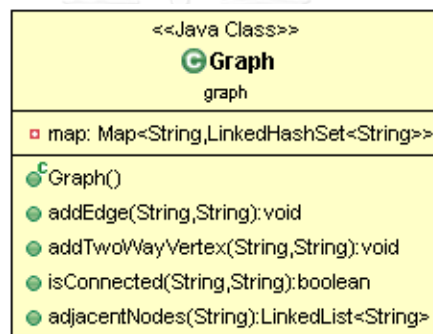 <<Java Class>>
Graph
graph
map: Map<String,LinkedHashSet<String>>
Graph()
addEdge(String,String):void
addTwoWayVertex(String,String):void
isConnected(String,String):boolean
adjacentNodes(String):LinkedList<String>